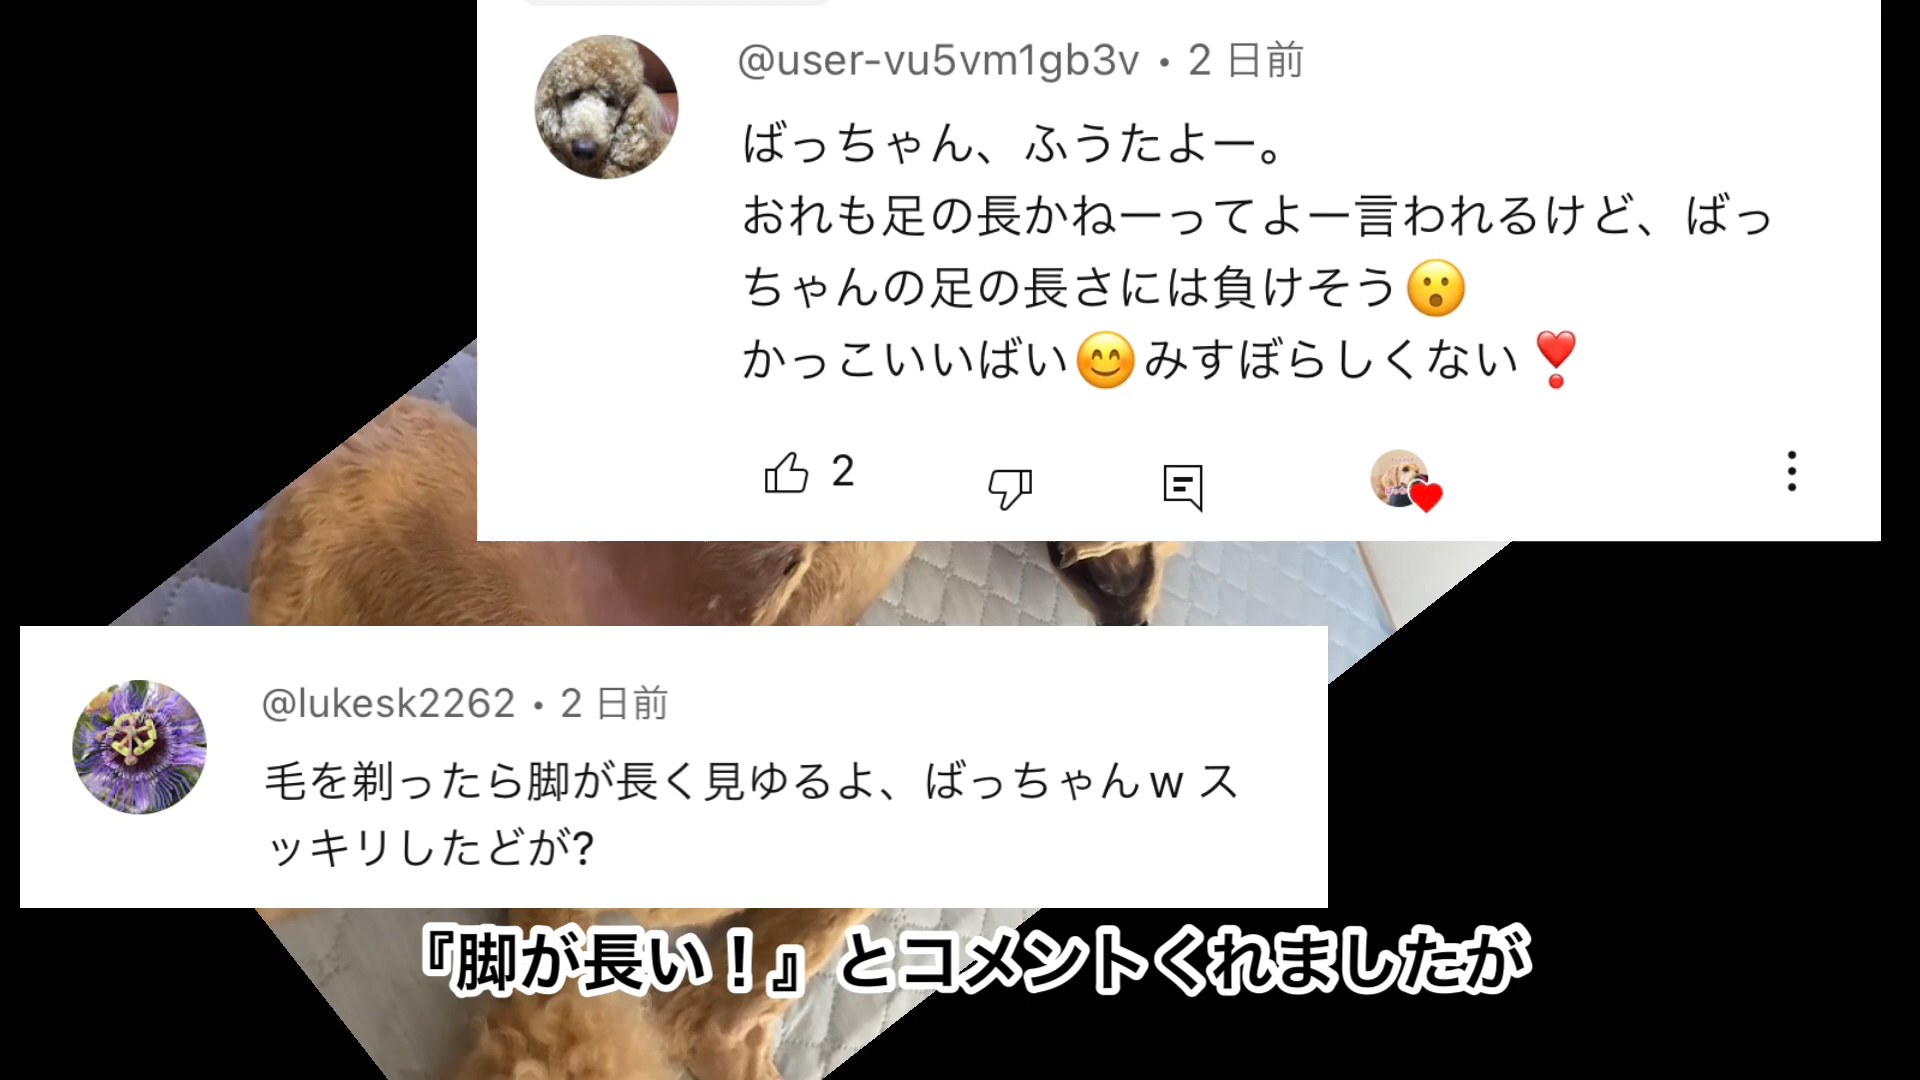 @user-vu5vm1gb3v • 2 日前
ばっちゃん、ふうたよー。
おれも足の長かねーってよー言われるけど、ばっ
ちゃんの足の長さには負けそう😮
かっこいいばい😊みすぼらしくない❣️
2
@lukesk2262 • 2 日前
毛を剃ったら脚が長く見ゆるよ、ばっちゃんw ス
ッキリしたどが?
『脚が長い！』とコメントくれましたが